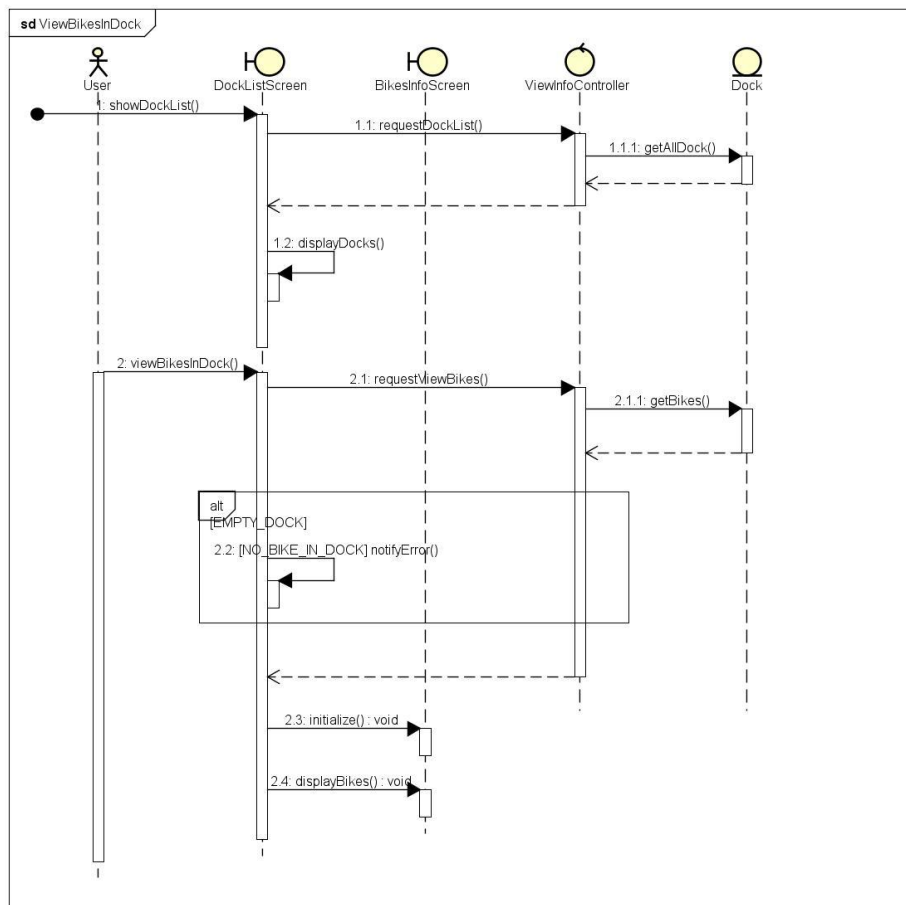 sd ViewBikesInDock
User
DockListScreen
BikesInfoScreen
ViewInfoController
Dock
1: showDockList()
1.1: requestDockList()
1.1.1: getAllDock()
1.2: displayDocks()
2: viewBikesInDock()
2.1: requestViewBikes()
2.1.1: getBikes()
alt
[EMPTY_DOCK]
2.2: [NO_BIKE_IN_DOCK] notifyError()
2.3: initialize() : void
2.4: displayBikes() : void